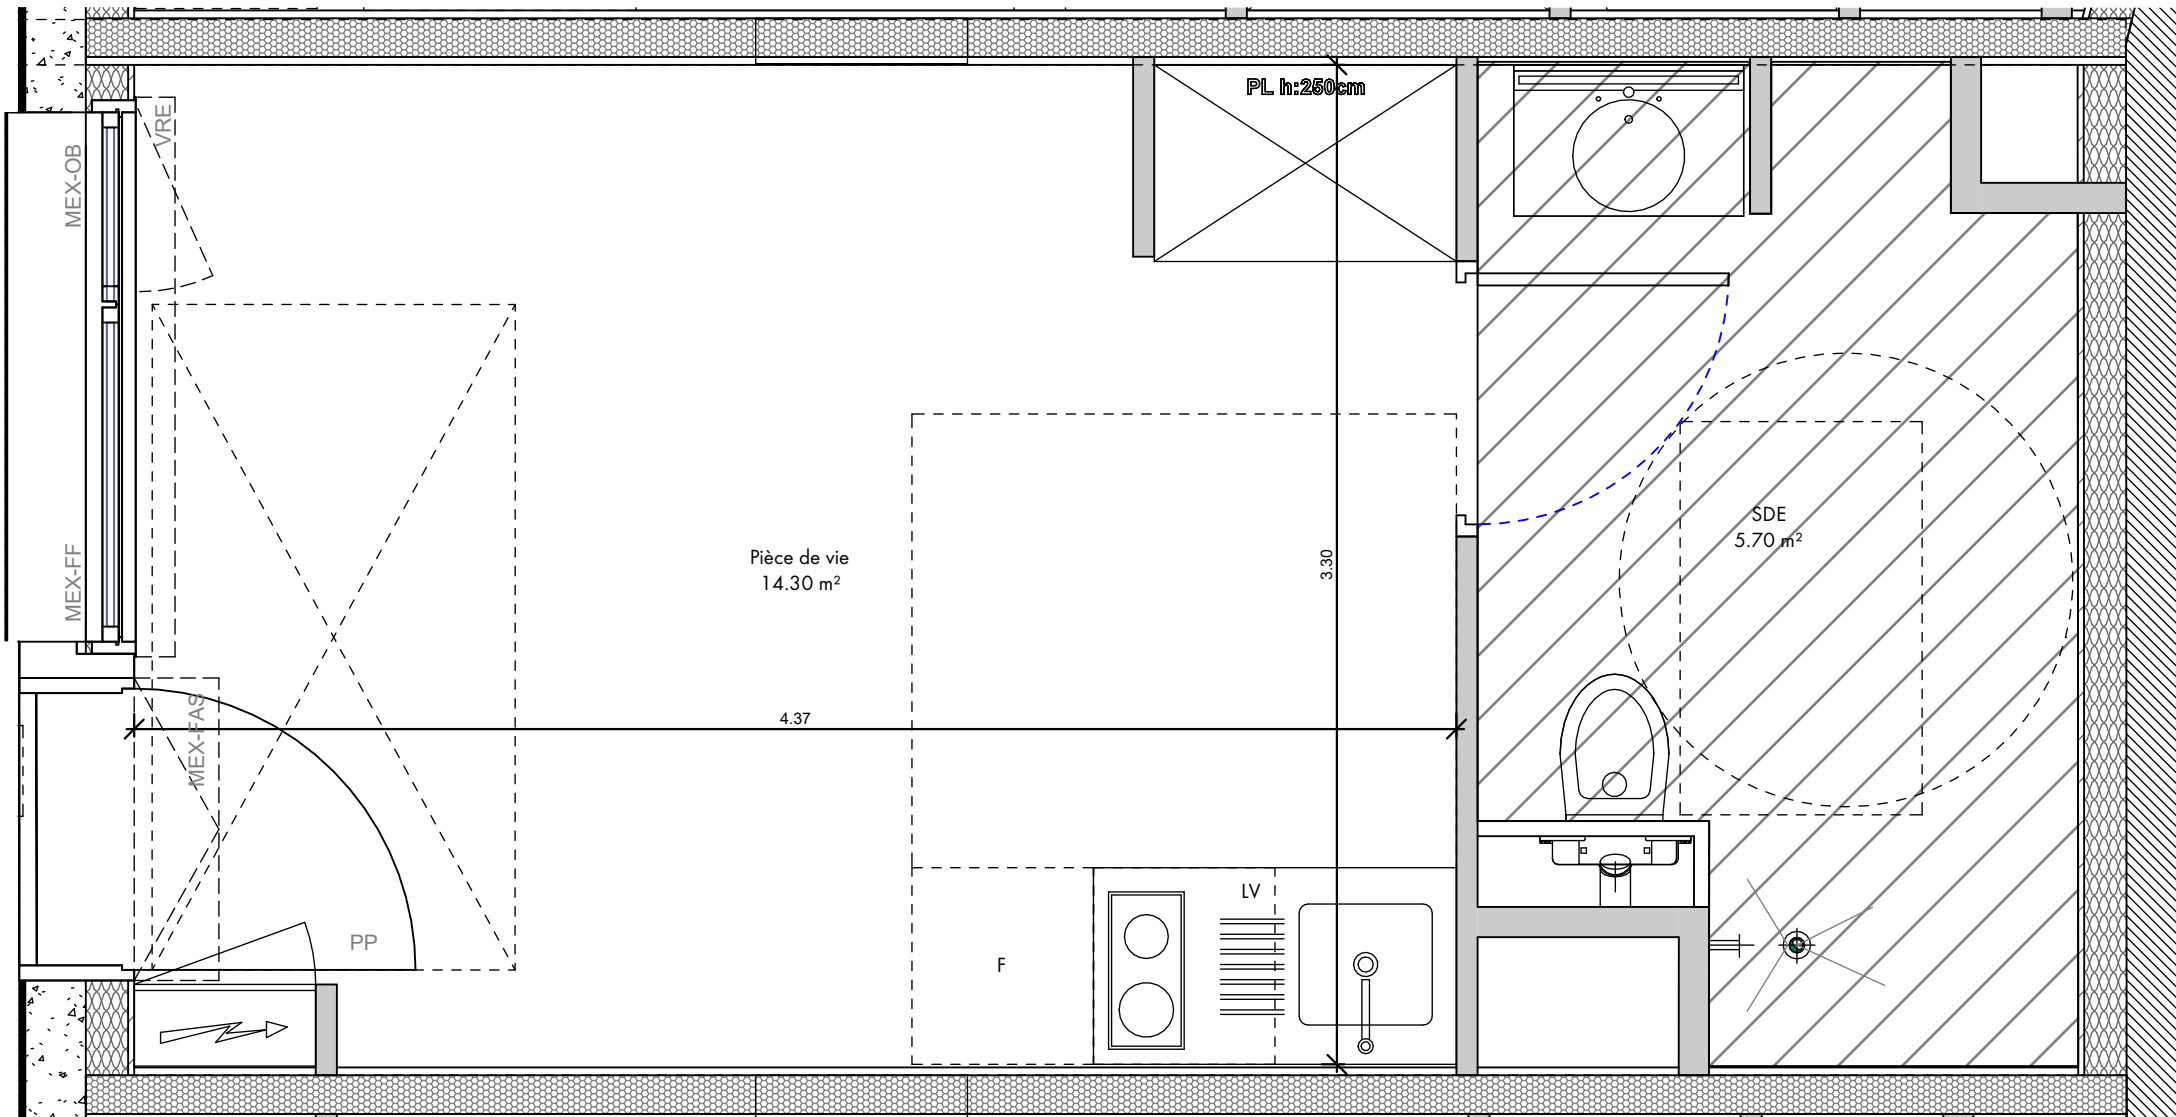 PL h:250cm
VRE
MEX-OB
MEX-FF
SDE
5.70 m²
Pièce de vie
14.30 m²
3.30
4.37
MEX-FAS
LV
PP
F